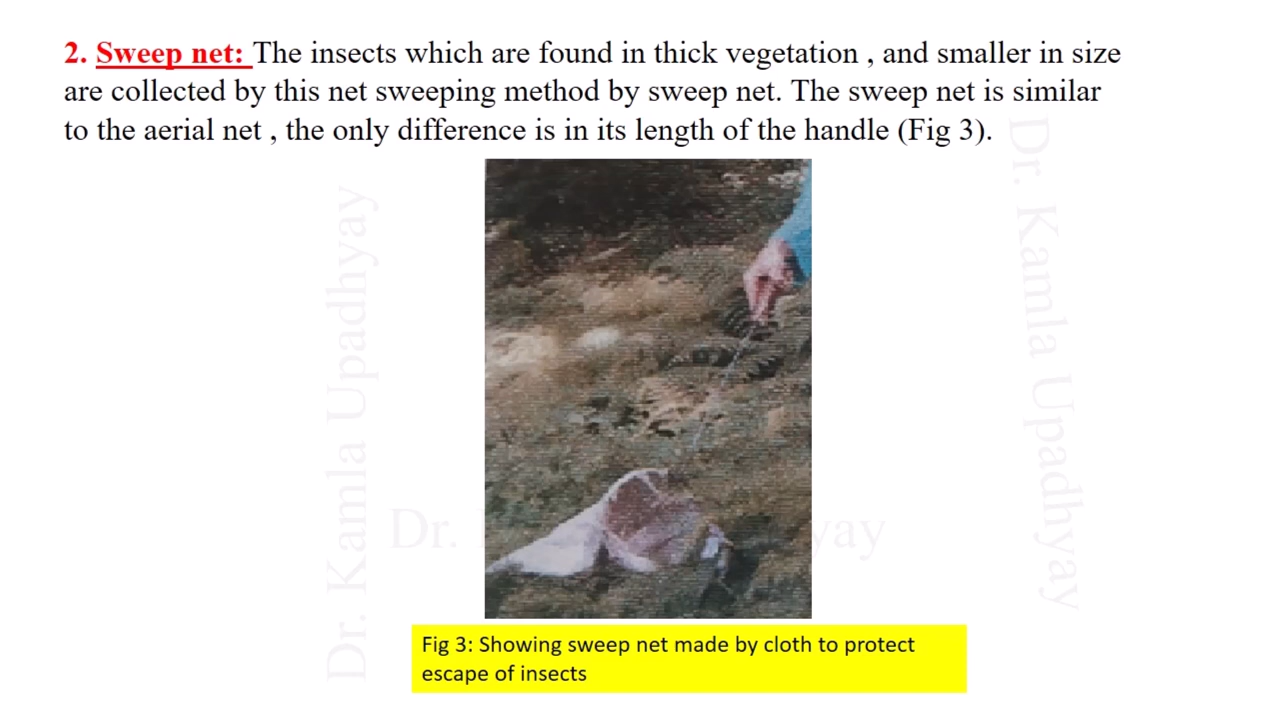 2. Sweep net: The insects which are found in thick vegetation , and smaller in size
are collected by this net sweeping method by sweep net. The sweep net is similar
to the aerial net , the only difference is in its length of the handle (Fig 3).
Dr. Kamla Upadhyay
Dr. Kamla Upadhyay
Dr.
yay
Fig 3: Showing sweep net made by cloth to protect
escape of insects